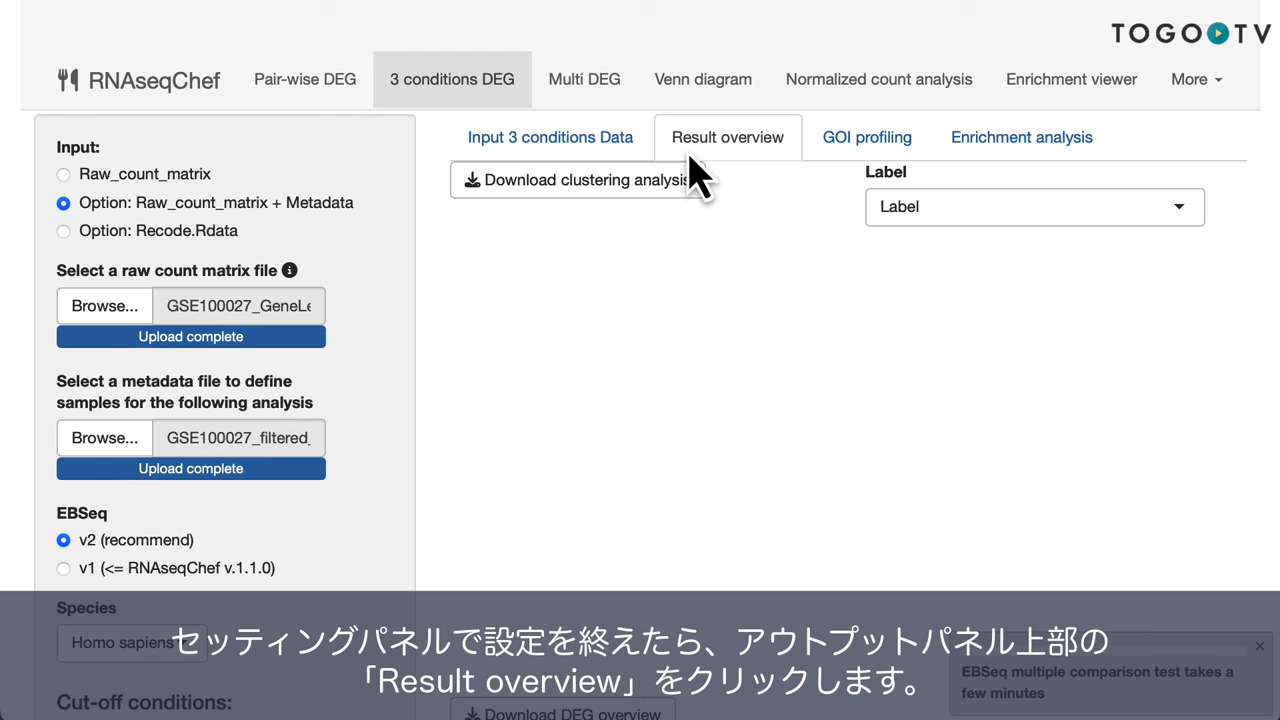 TOGO TV
RNAseqChef
Pair-wise DEG
3 conditions DEG
Multi DEG
Venn diagram
Normalized count analysis
Enrichment viewer
More
Input 3 conditions Data
Result overview
GOI profiling
Enrichment analysis
Input:
Raw_count_matrix
Option: Raw_count_matrix + Metadata
Option: Recode.Rdata
Select a raw count matrix file
Browse...
GSE100027_GeneLe
Upload complete
Select a metadata file to define
samples for the following analysis
Browse...
GSE100027_filtered_
Upload complete
EBSeq
v2 (recommend)
v1 (<= RNAseqChef v.1.1.0)
Species
Homo sapiens
Cut-off conditions:
Download clustering analysis
Label
Label
Download DEG overview
EBSeq multiple comparison test takes a
few minutes
セッティングパネルで設定を終えたら、アウトプットパネル上部の
「Result overview」をクリックします。